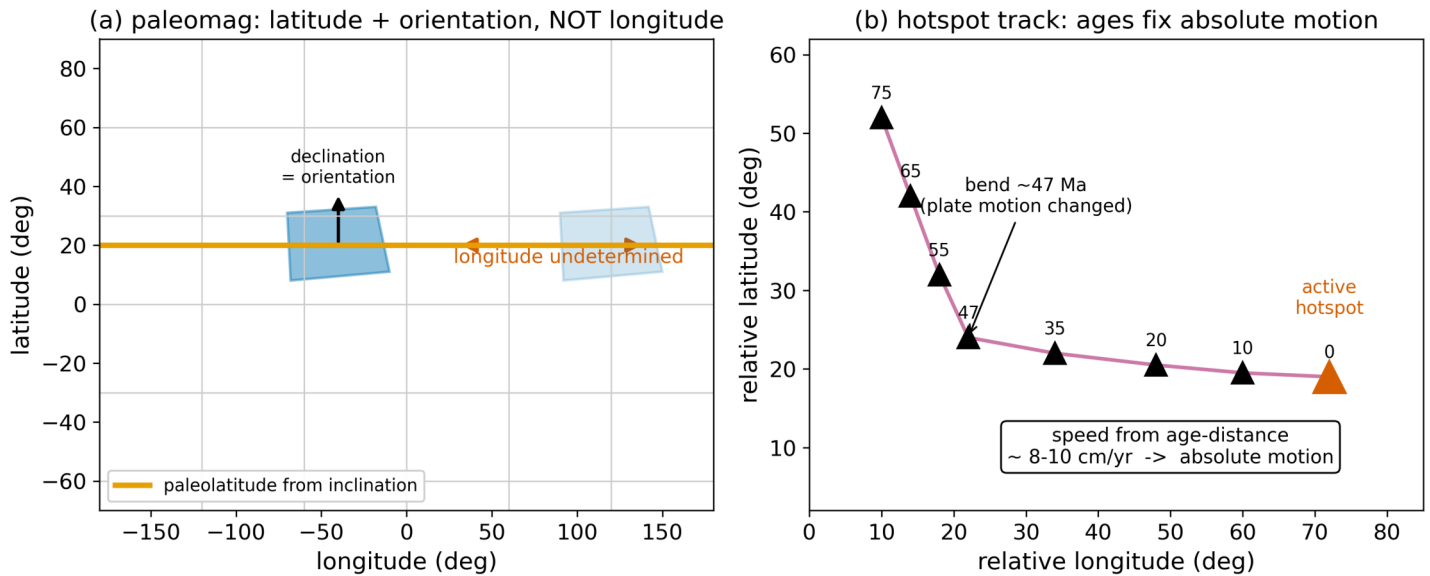 (a) paleomag: latitude + orientation, NOT longitude
80
60
40
20
0
−20
−40
−60
latitude (deg)
declination
= orientation
longitude undetermined
paleolatitude from inclination
−150
−100
−50
0
50
100
150
longitude (deg)
(b) hotspot track: ages fix absolute motion
60
50
40
30
20
10
relative latitude (deg)
75
65
55
47
35
20
10
0
bend ~47 Ma
(plate motion changed)
active
hotspot
speed from age-distance
~ 8-10 cm/yr -> absolute motion
0
10
20
30
40
50
60
70
80
relative longitude (deg)